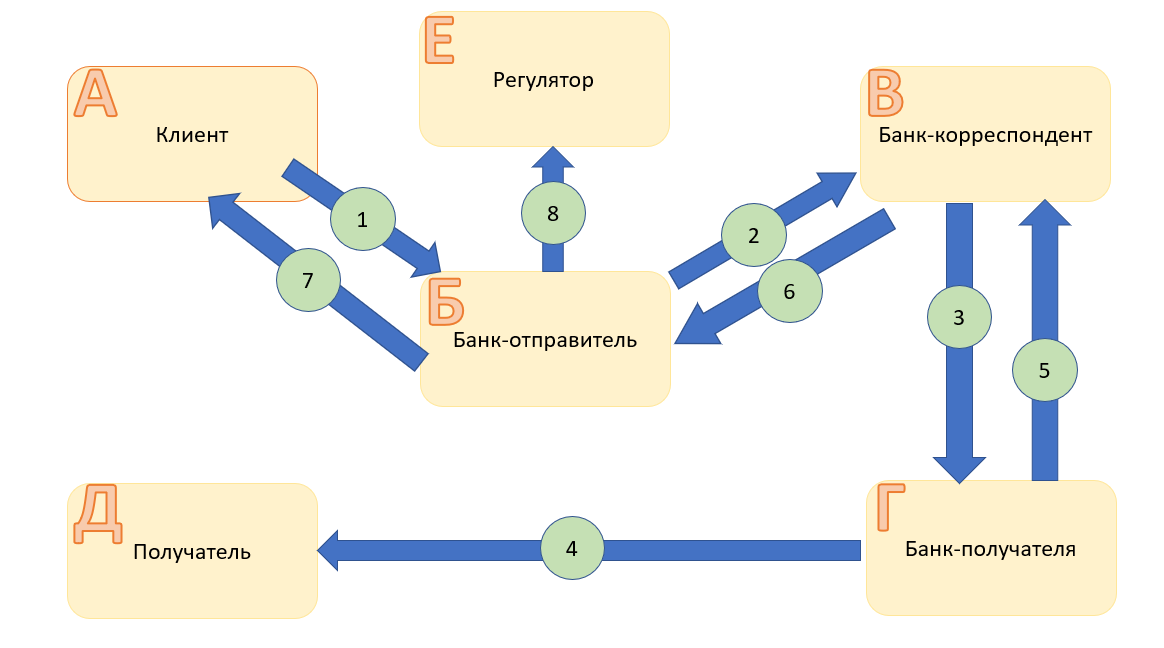 Е
Регулятор
А
Клиент
В
Банк-корреспондент
1
8
2
7
6
Б
Банк-отправитель
3
5
Д
Получатель
4
Г
Банк-получателя